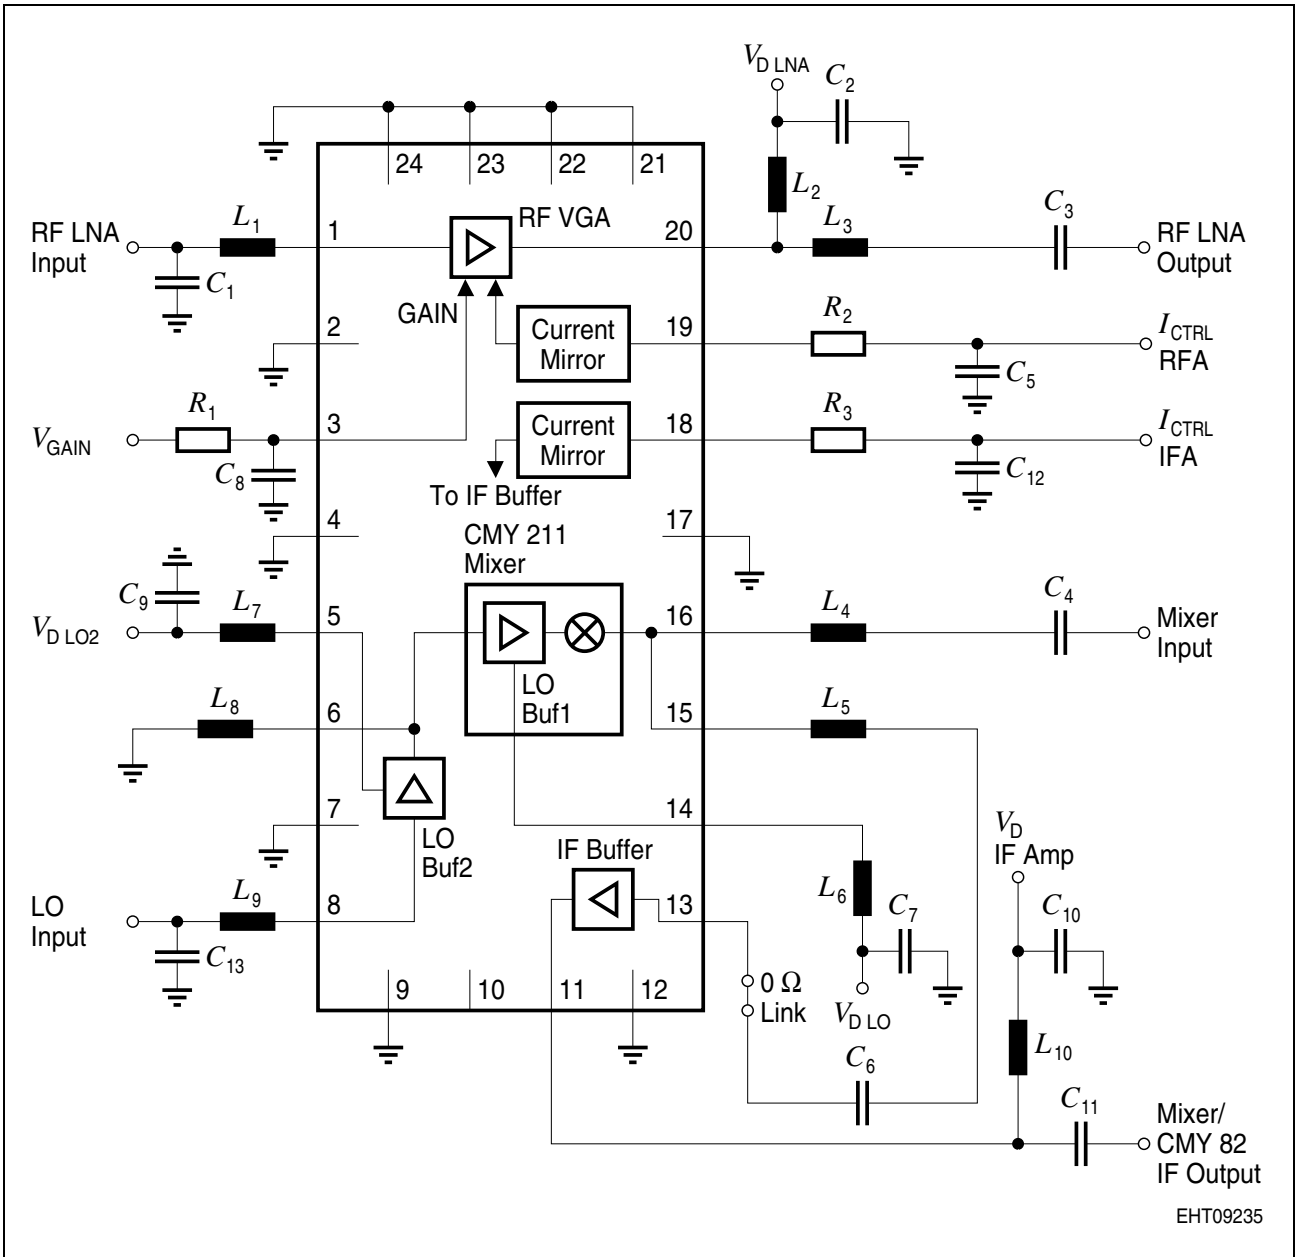 V_D LNA
C_2
24
23
22
21
L_2
RF LNA
Input
L_1
C_1
1
RF VGA
20
L_3
C_3
RF LNA
Output
GAIN
2
Current
Mirror
19
R_2
C_5
I_CTRL
RFA
V_GAIN
R_1
C_8
3
Current
Mirror
18
R_3
C_12
I_CTRL
IFA
To IF Buffer
4
CMY 211
Mixer
17
C_9
V_D LO2
L_7
5
LO
Buf1
16
L_4
C_4
Mixer
Input
L_8
6
15
L_5
7
LO
Buf2
14
IF Buffer
V_D
IF Amp
LO
Input
L_9
C_13
8
13
L_6
C_7
C_10
9
10
11
12
0 Ω
Link
V_D LO
L_10
C_6
C_11
Mixer/
CMY 82
IF Output
EHT09235